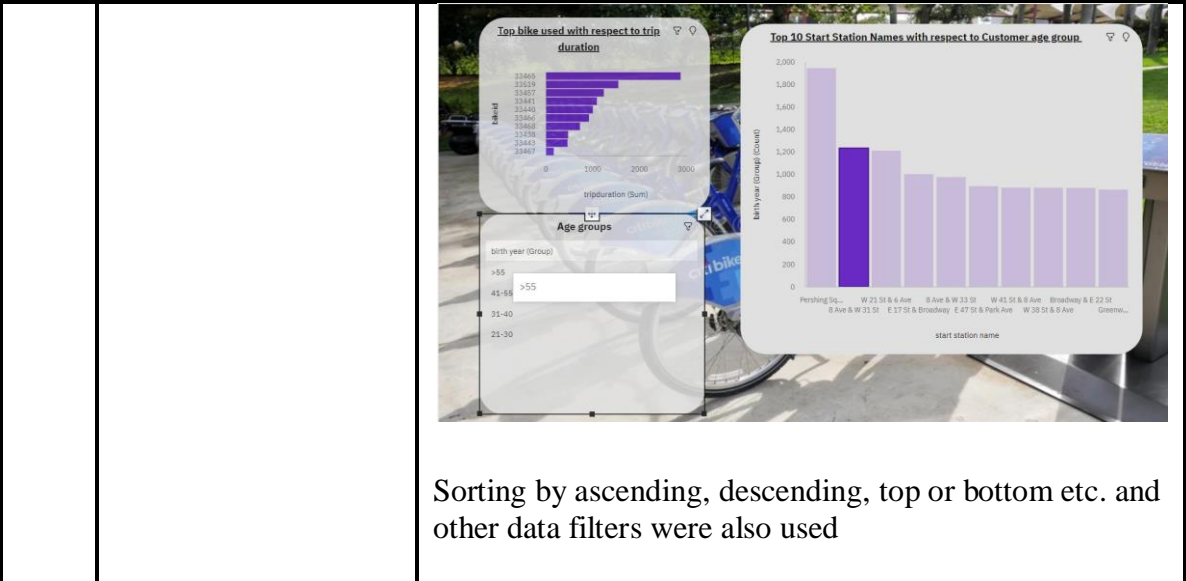 Top bike used with respect to trip
duration
bikeid
33465
33519
33457
33441
33440
33466
33468
33438
33443
33467
0 1000 2000 3000
tripduration (Sum)
Age groups
birth year (Group)
>55
41-55
31-40
21-30
>55
Top 10 Start Station Names with respect to Customer age group
birth year (Group) (Count)
2,000
1,800
1,600
1,400
1,200
1,000
800
600
400
200
0
Pershing Sq... W 21 St & 6 Ave 8 Ave & W 33 St W 41 St & 8 Ave Broadway & E 22 St
8 Ave & W 31 St E 17 St & Broadway E 47 St & Park Ave W 38 St & 8 Ave Greenw...
start station name
citi bike
Sorting by ascending, descending, top or bottom etc. and
other data filters were also used